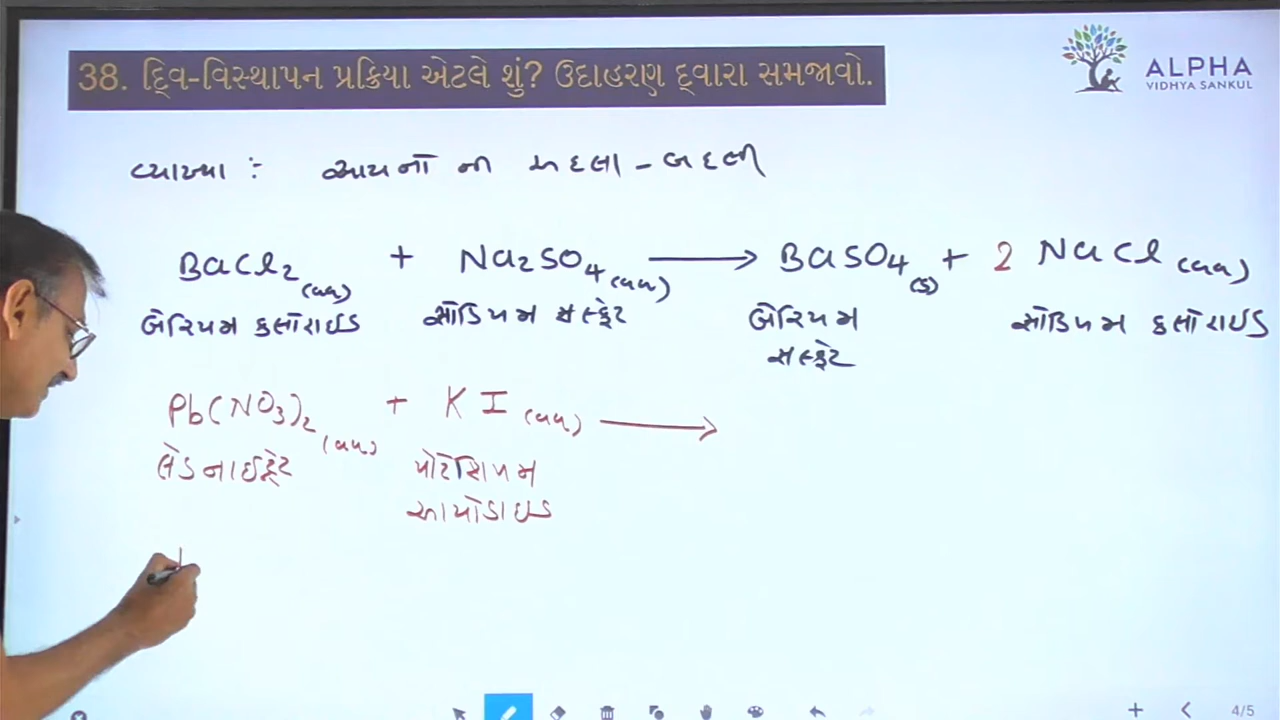 38. દ્વિ-વિસ્થાપન પ્રક્રિયા એટલે શું? ઉદાહરણ દ્વારા સમજાવો.
ALPHA
VIDHYA SANKUL
વ્યાખ્યા : આયનોં ની અદલા - બદલી
BaCl₂ (aq) + Na₂SO₄ (aq) ⟶ BaSO₄ (s) + 2 NaCl (aq)
બેરિયમ ક્લોરાઇડ સોડિયમ સલ્ફેટ બેરિયમ સોડિયમ ક્લોરાઇડ
સલ્ફેટ
Pb(NO₃)₂ (aq) + KI (aq) ⟶
લેડ નાઇટ્રેટ પોટેસિયમ
આયોડાઇડ
4/5